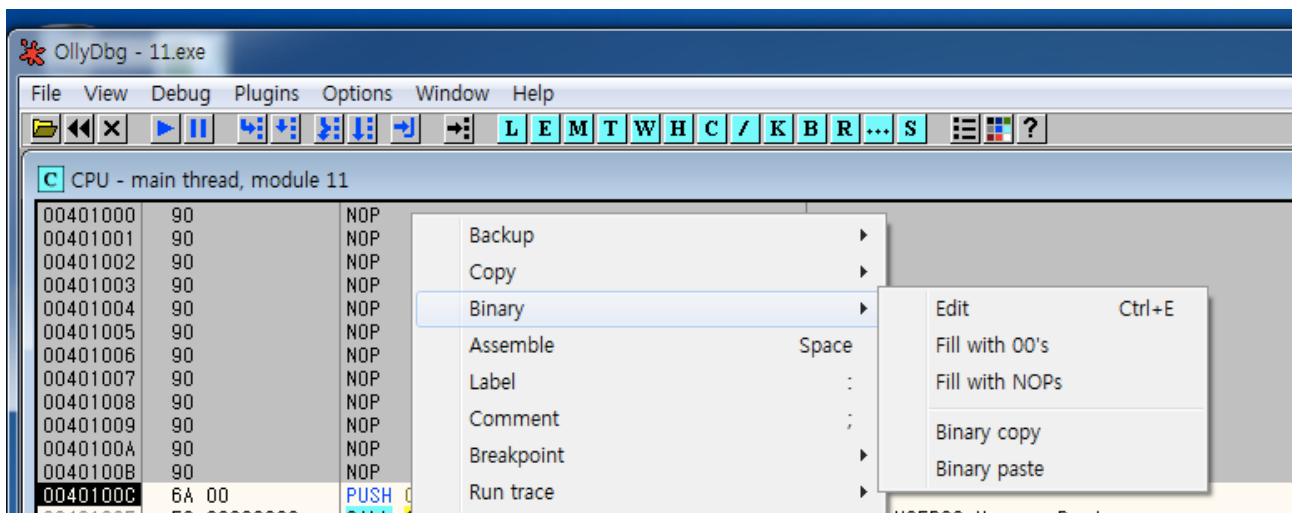 OllyDbg - 11.exe
File View Debug Plugins Options Window Help
L E M T W H C / K B R ... S ?
C CPU - main thread, module 11
00401000 90 NOP
00401001 90 NOP
00401002 90 NOP
00401003 90 NOP
00401004 90 NOP
00401005 90 NOP
00401006 90 NOP
00401007 90 NOP
00401008 90 NOP
00401009 90 NOP
0040100A 90 NOP
0040100B 90 NOP
0040100C 6A 00 PUSH
Backup
Copy
Binary
Assemble Space
Label :
Comment ;
Breakpoint
Run trace
Edit Ctrl+E
Fill with 00's
Fill with NOPs
Binary copy
Binary paste